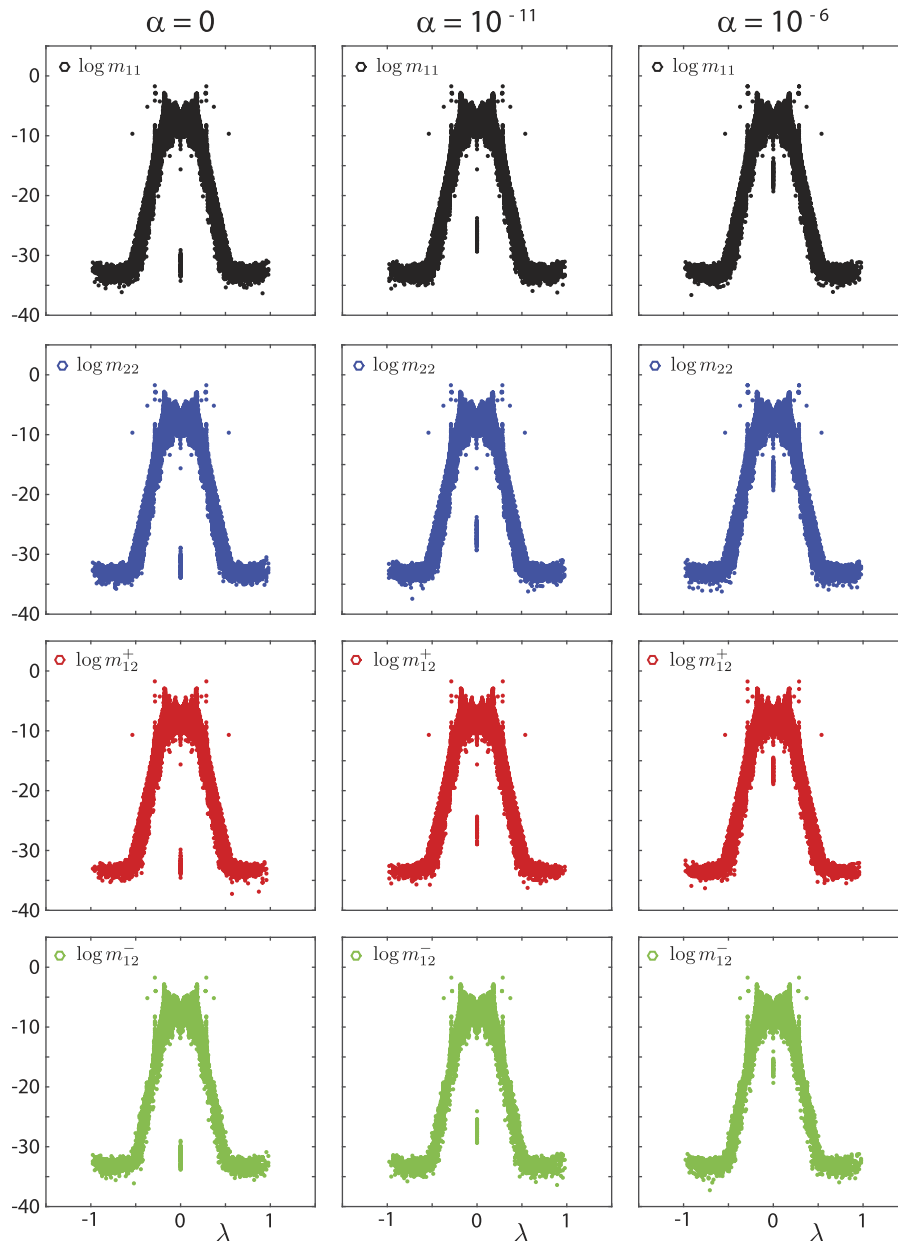 α = 0 α = 10⁻¹¹ α = 10⁻⁶
0 log m₁₁ log m₁₁ log m₁₁
-10
-20
-30
-40
0 log m₂₂ log m₂₂ log m₂₂
-10
-20
-30
-40
0 log m₁₂⁺ log m₁₂⁺ log m₁₂⁺
-10
-20
-30
-40
0 log m₁₂⁻ log m₁₂⁻ log m₁₂⁻
-10
-20
-30
-40
-1 0 1 -1 0 1 -1 0 1
λ λ λ